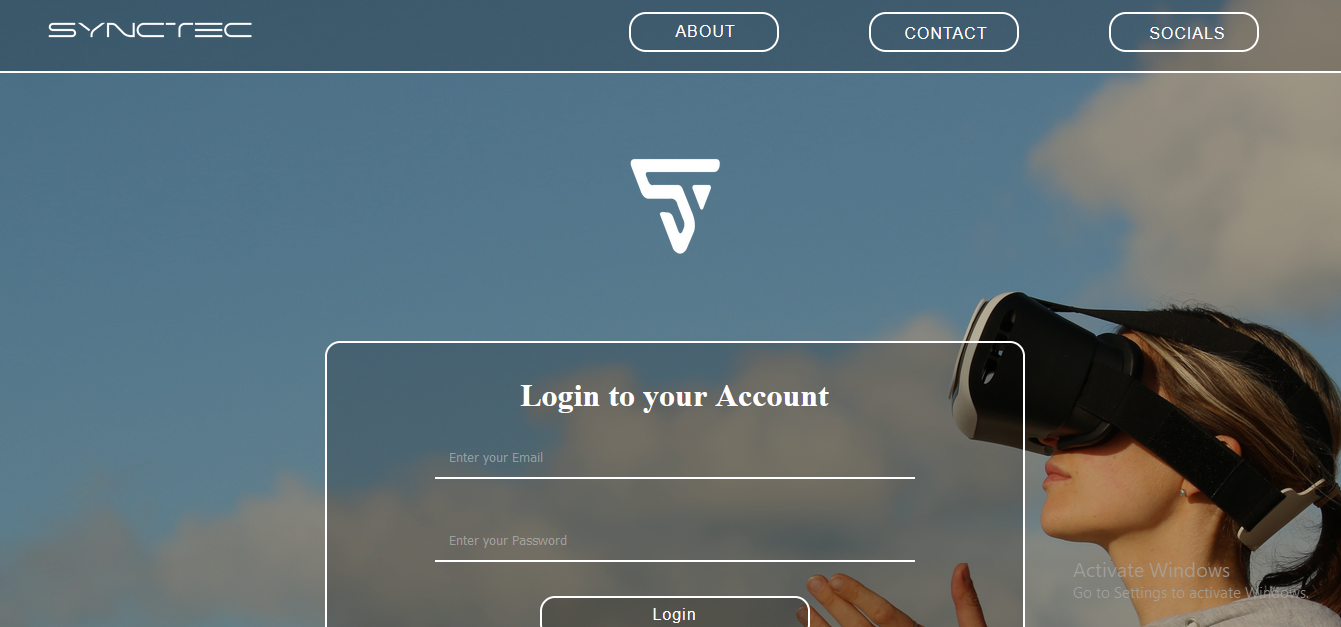 SYNCTEC
ABOUT
CONTACT
SOCIALS
Login to your Account
Enter your Email
Enter your Password
Login
Activate Windows
Go to Settings to activate Windows.